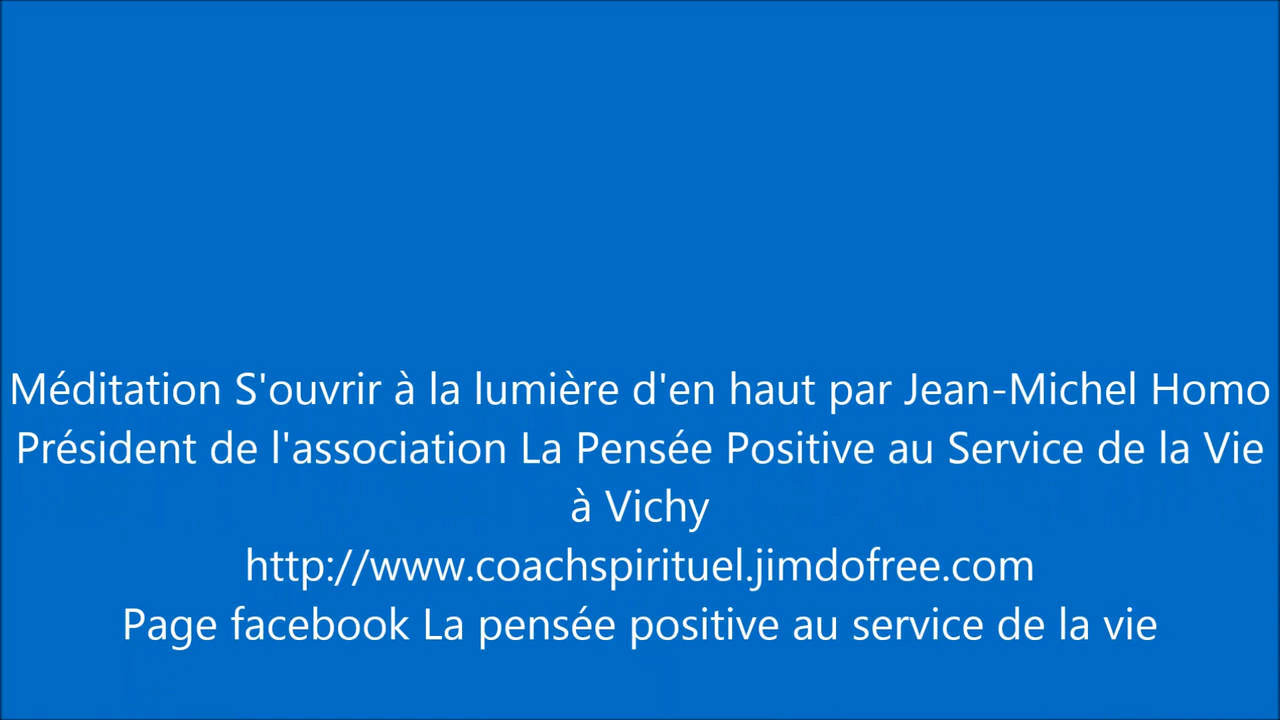 Méditation S'ouvrir à la lumière d'en haut par Jean-Michel Homo
Président de l'association La Pensée Positive au Service de la Vie
à Vichy
http://www.coachspirituel.jimdofree.com
Page facebook La pensée positive au service de la vie